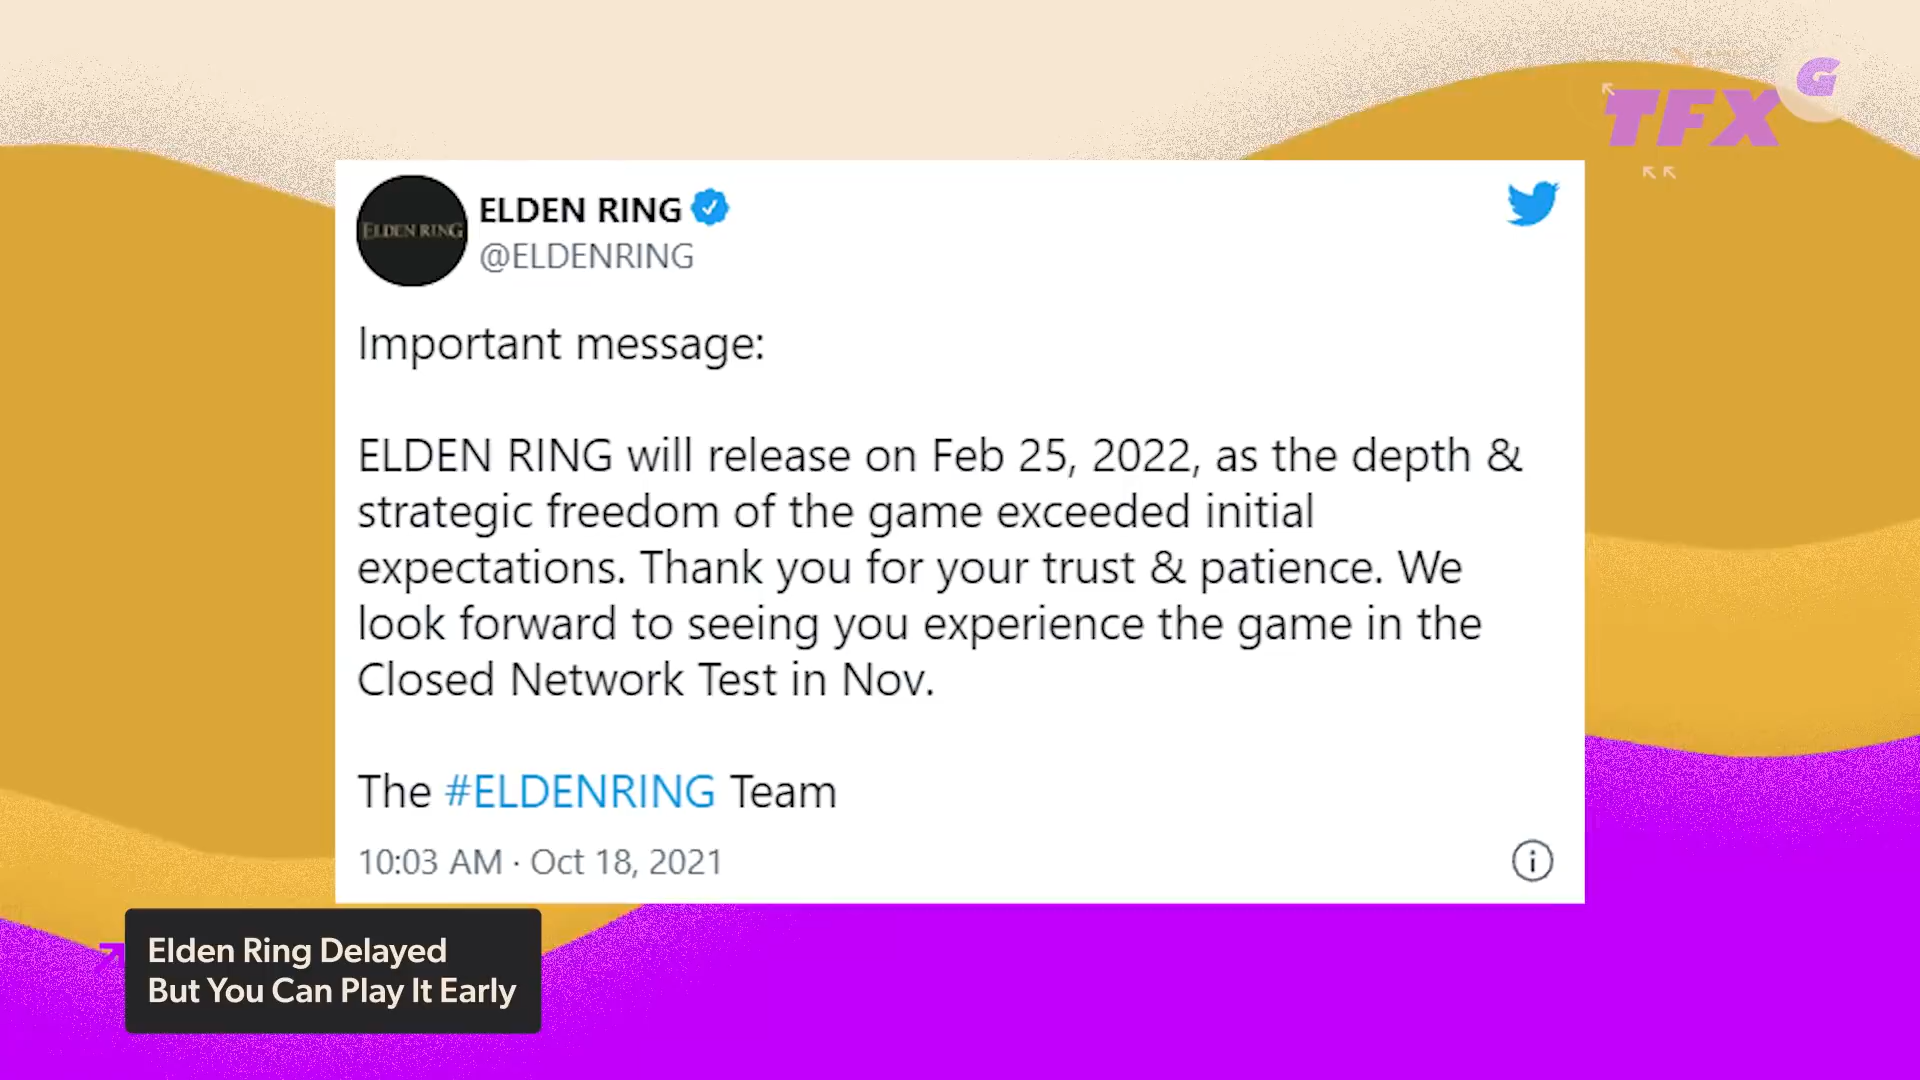 TFX
G
ELDEN RING
ELDEN RING
@ELDENRING
Important message:
ELDEN RING will release on Feb 25, 2022, as the depth &
strategic freedom of the game exceeded initial
expectations. Thank you for your trust & patience. We
look forward to seeing you experience the game in the
Closed Network Test in Nov.
The #ELDENRING Team
10:03 AM · Oct 18, 2021
Elden Ring Delayed
But You Can Play It Early